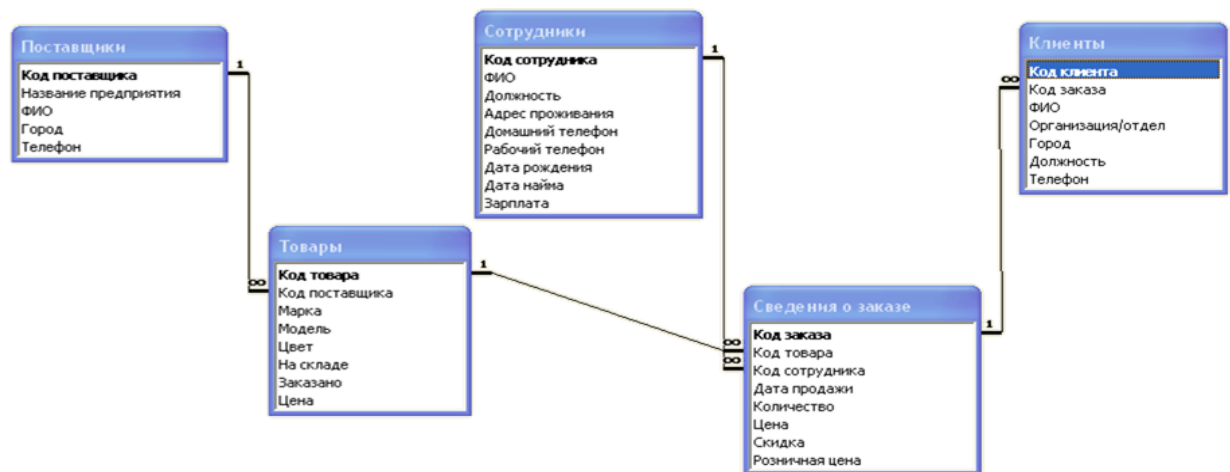 Поставщики
Код поставщика
Название предприятия
ФИО
Город
Телефон
1
∞
Сотрудники
Код сотрудника
ФИО
Должность
Адрес проживания
Домашний телефон
Рабочий телефон
Дата рождения
Дата найма
Зарплата
1
Клиенты
Код клиента
Код заказа
ФИО
Организация/отдел
Город
Должность
Телефон
∞
Товары
Код товара
Код поставщика
Марка
Модель
Цвет
На складе
Заказано
Цена
1
∞
∞
Сведения о заказе
Код заказа
Код товара
Код сотрудника
Дата продажи
Количество
Цена
Скидка
Розничная цена
1